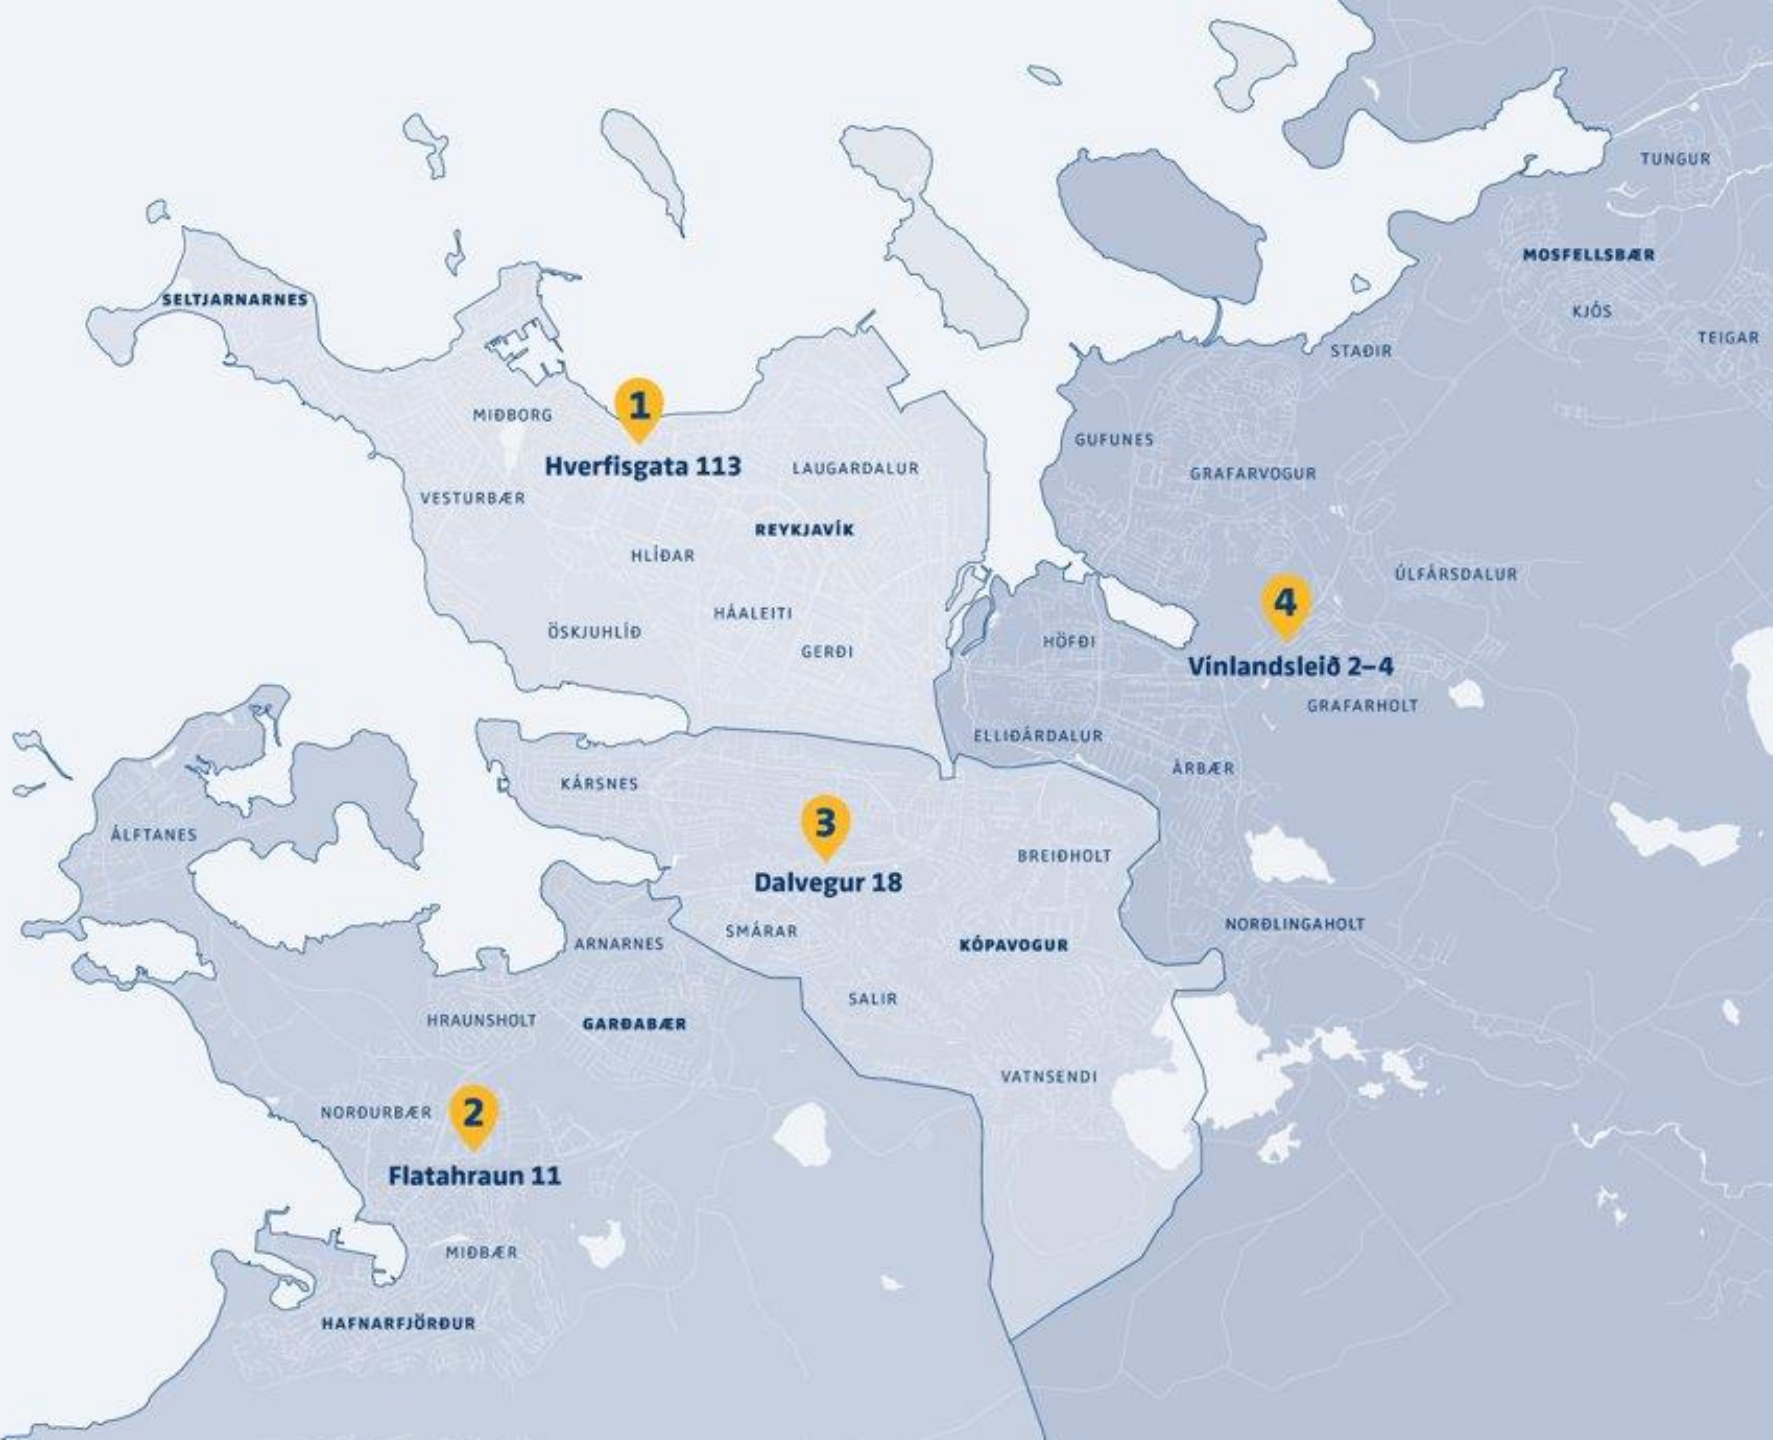 TUNGUR
MOSFELLSBÆR
SELTJARNARNES
KJÓS
TEIGAR
STAÐIR
1
MIÐBORG
GUFUNES
Hverfisgata 113
LAUGARDALUR
GRAFARVOGUR
VESTURBÆR
REYKJAVÍK
HLÍÐAR
ÚLFÁRSDALUR
4
HÁALEITI
ÖSKJUHLÍÐ
HÖFÐI
GERÐI
Vínlandsleið 2–4
GRAFARHOLT
ELLIÐÁRDALUR
ÁRBÆR
KÁRSNES
3
ÁLFTANES
BREIÐHOLT
Dalvegur 18
NORÐLINGAHOLT
SMÁRAR
ARNARNES
KÓPAVOGUR
SALIR
HRAUNSHOLT
GARÐABÆR
VATNSENDI
NORÐURBÆR
2
Flatahraun 11
MIÐBÆR
HAFNARFJÖRÐUR